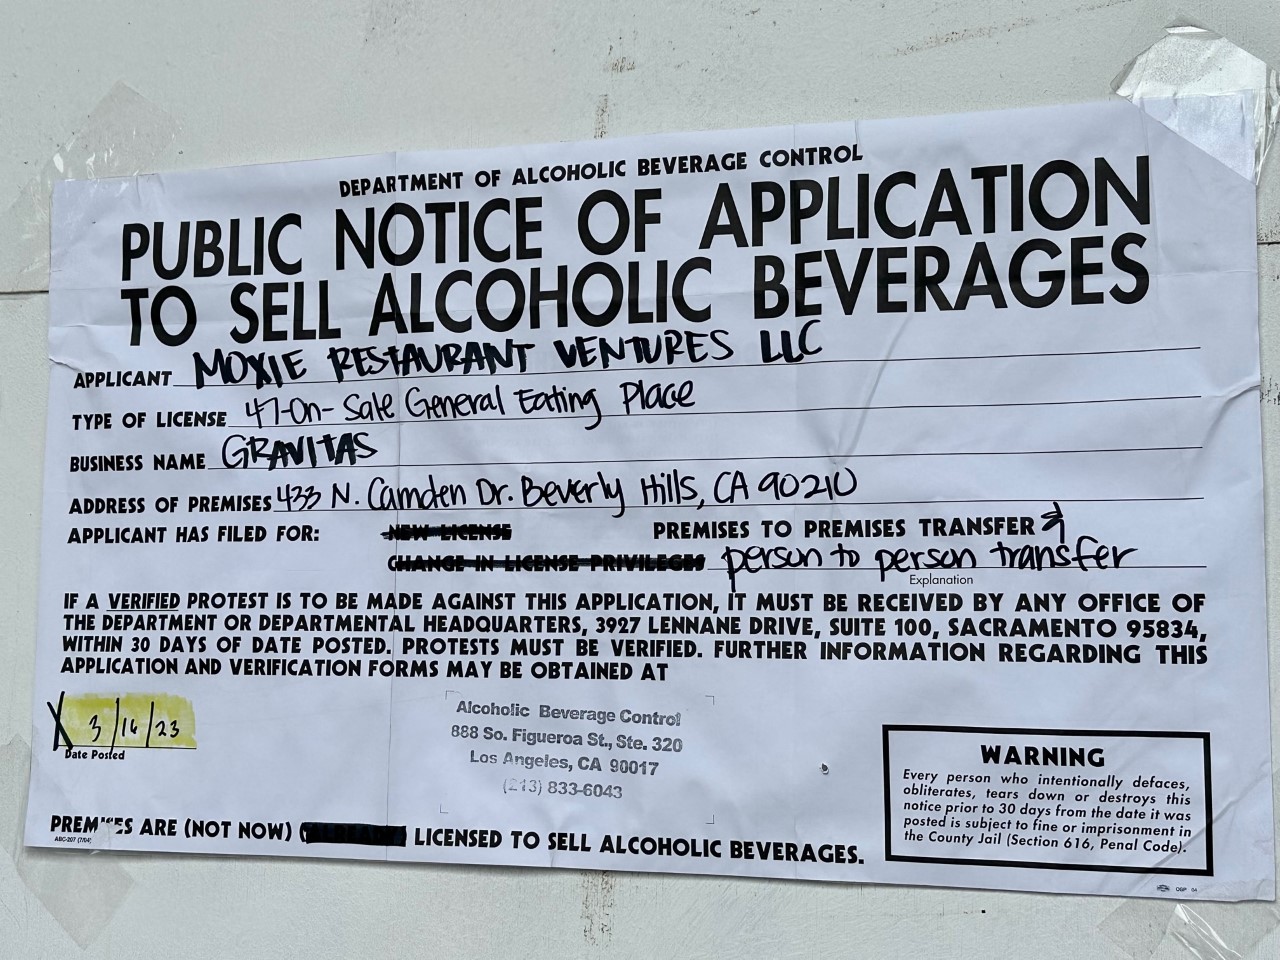 DEPARTMENT OF ALCOHOLIC BEVERAGE CONTROL
PUBLIC NOTICE OF APPLICATION
TO SELL ALCOHOLIC BEVERAGES
APPLICANT MOXIE RESTAURANT VENTURES LLC
TYPE OF LICENSE 47-On-Sale General Eating Place
BUSINESS NAME GRAVITAS
ADDRESS OF PREMISES 433 N. Camden Dr. Beverly Hills, CA 90210
APPLICANT HAS FILED FOR: NEW LICENSE PREMISES TO PREMISES TRANSFER &
CHANGE IN LICENSE PRIVILEGES person to person transfer
Explanation
IF A VERIFIED PROTEST IS TO BE MADE AGAINST THIS APPLICATION, IT MUST BE RECEIVED BY ANY OFFICE OF
THE DEPARTMENT OR DEPARTMENTAL HEADQUARTERS, 3927 LENNANE DRIVE, SUITE 100, SACRAMENTO 95834,
WITHIN 30 DAYS OF DATE POSTED. PROTESTS MUST BE VERIFIED. FURTHER INFORMATION REGARDING THIS
APPLICATION AND VERIFICATION FORMS MAY BE OBTAINED AT
X 3/16/23
Date Posted
Alcoholic Beverage Control
888 So. Figueroa St., Ste. 320
Los Angeles, CA 90017
(213) 833-6043
WARNING
Every person who intentionally defaces,
obliterates, tears down or destroys this
notice prior to 30 days from the date it was
posted is subject to fine or imprisonment in
the County Jail (Section 616, Penal Code).
PREMISES ARE (NOT NOW) (ALREADY) LICENSED TO SELL ALCOHOLIC BEVERAGES.
ABC-207 (7/04)
OSP 04